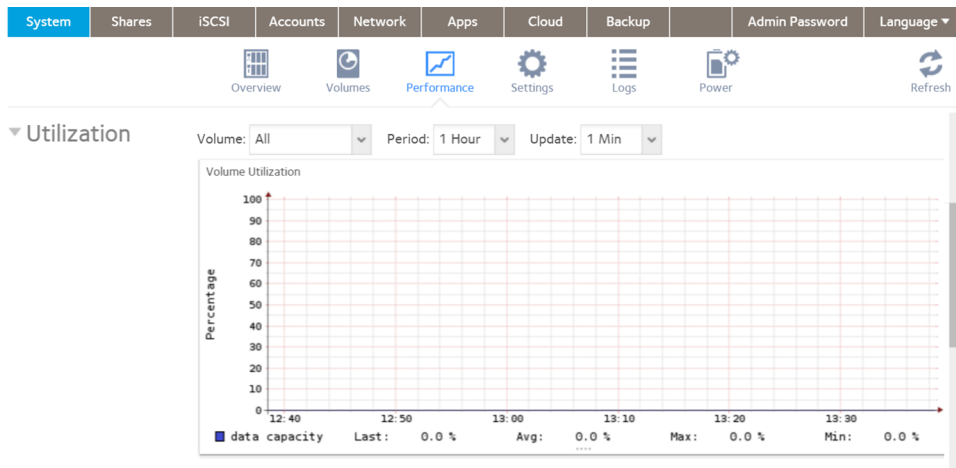 System Shares iSCSI Accounts Network Apps Cloud Backup Admin Password Language
Overview Volumes Performance Settings Logs Power Refresh
Utilization
Volume: All Period: 1 Hour Update: 1 Min
Volume Utilization
100
90
80
70
60
50
40
30
20
10
0
Percentage
12:40 12:50 13:00 13:10 13:20 13:30
data capacity Last: 0.0 % Avg: 0.0 % Max: 0.0 % Min: 0.0 %